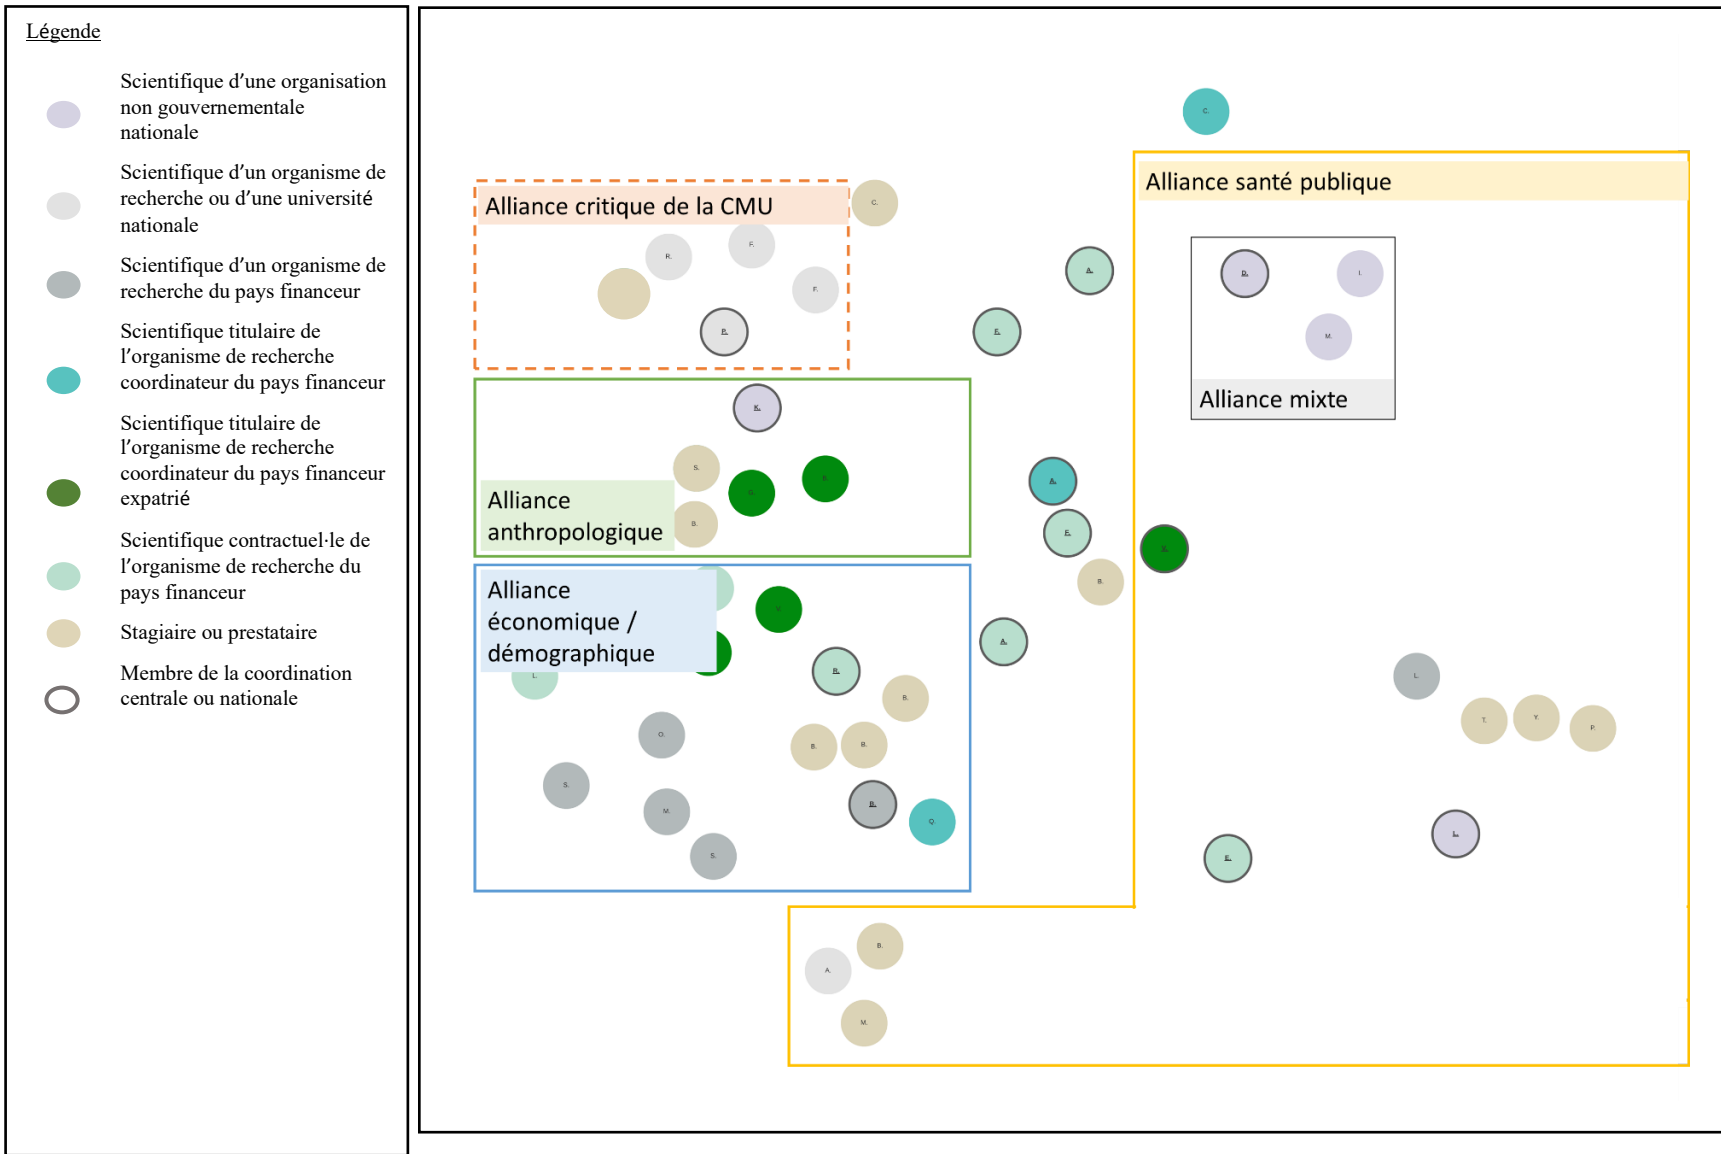 Légende
Scientifique d'une organisation
non gouvernementale
nationale
Scientifique d'un organisme de
recherche ou d'une université
nationale
Scientifique d'un organisme de
recherche du pays financeur
Scientifique titulaire de
l'organisme de recherche
coordinateur du pays financeur
Scientifique titulaire de
l'organisme de recherche
coordinateur du pays financeur
expatrié
Scientifique contractuel·le de
l'organisme de recherche du
pays financeur
Stagiaire ou prestataire
Membre de la coordination
centrale ou nationale
C.
Alliance santé publique
Alliance critique de la CMU
C.
R.
F.
F.
P.
A.
E.
D.
I.
M.
Alliance mixte
K.
S.
B.
Alliance
anthropologique
A.
E.
B.
A.
Alliance
économique /
démographique
L.
R.
B.
B.
B.
O.
S.
M.
S.
B.
Q.
L.
T.
Y.
P.
L.
E.
B.
A.
M.